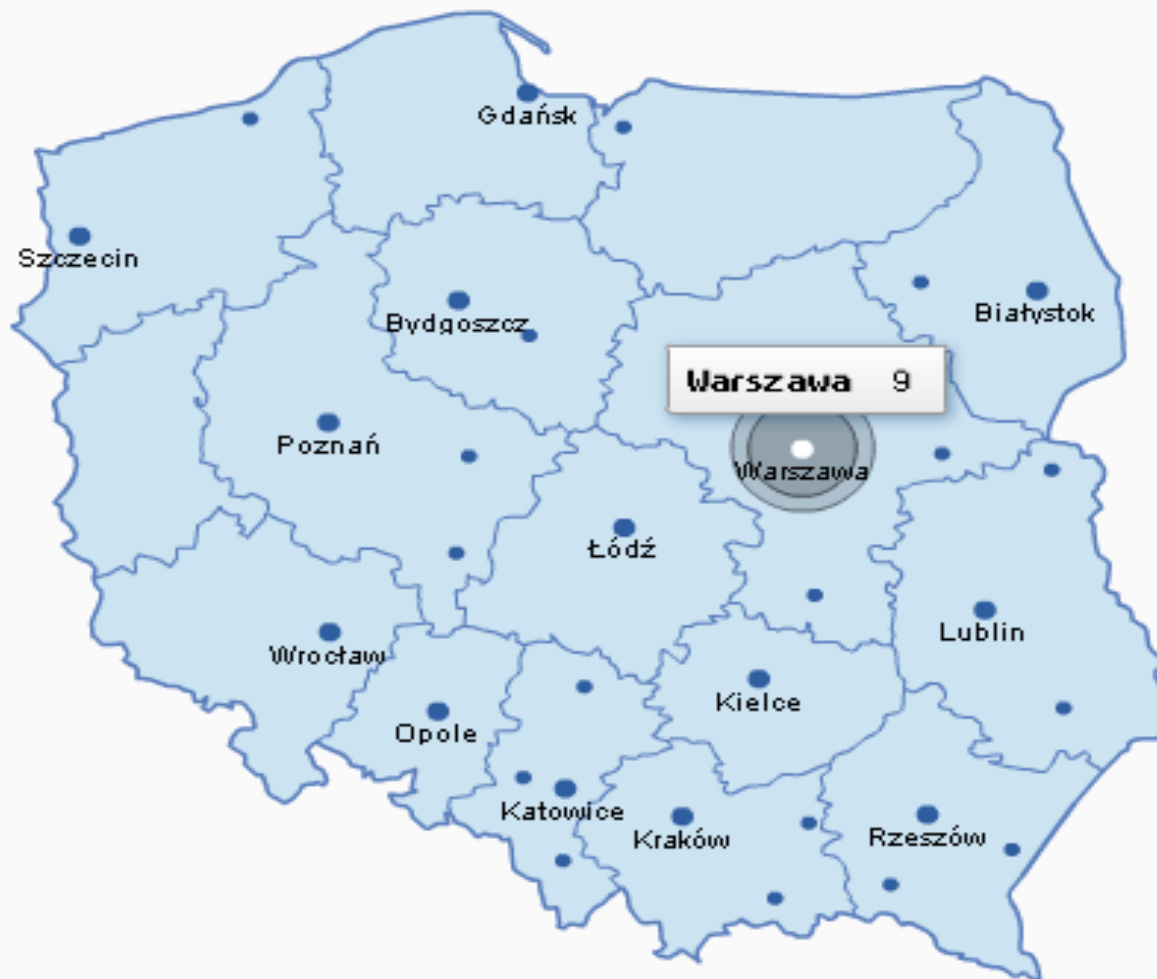 Gdańsk
Szczecin
Białystok
Bydgoszcz
Warszawa 9
Poznań
Warszawa
Łódź
Lublin
Wrocław
Kielce
Opole
Katowice
Kraków
Rzeszów